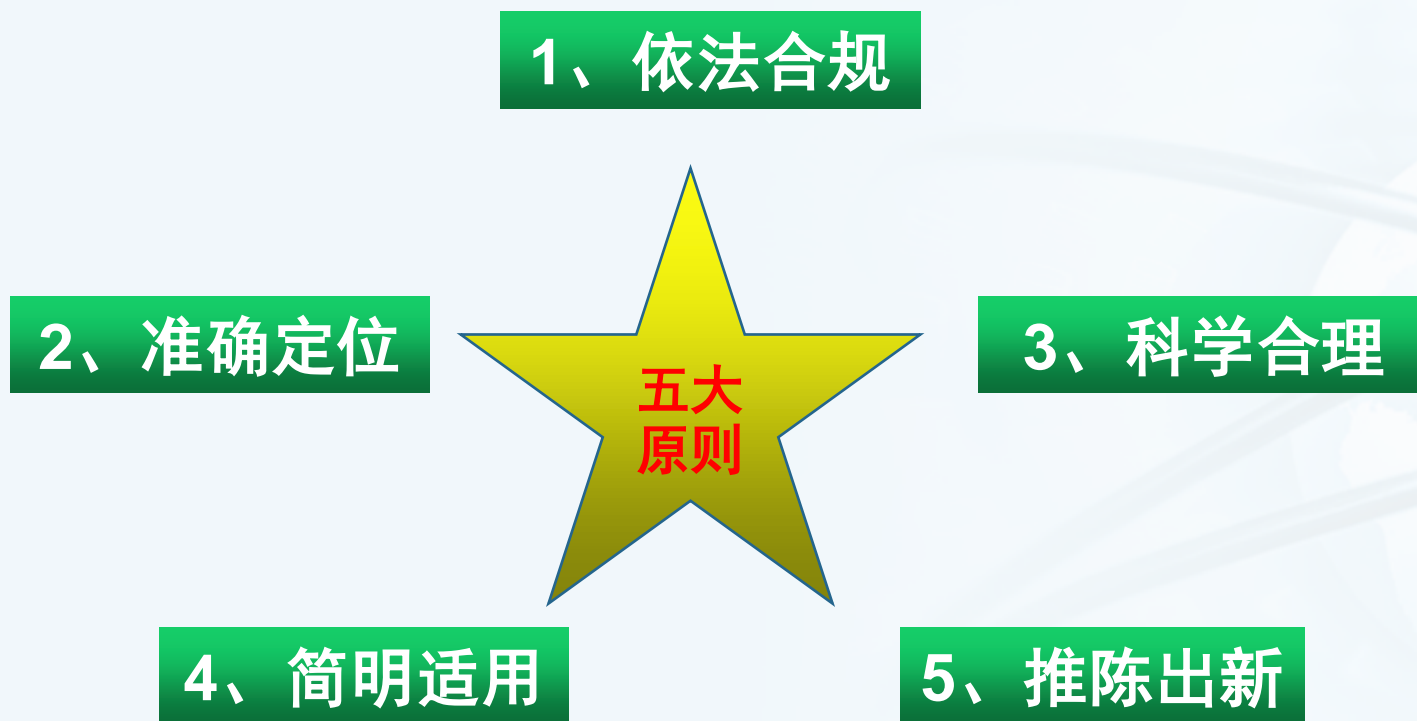 1、依法合规
2、准确定位
3、科学合理
五大
原则
4、简明适用
5、推陈出新